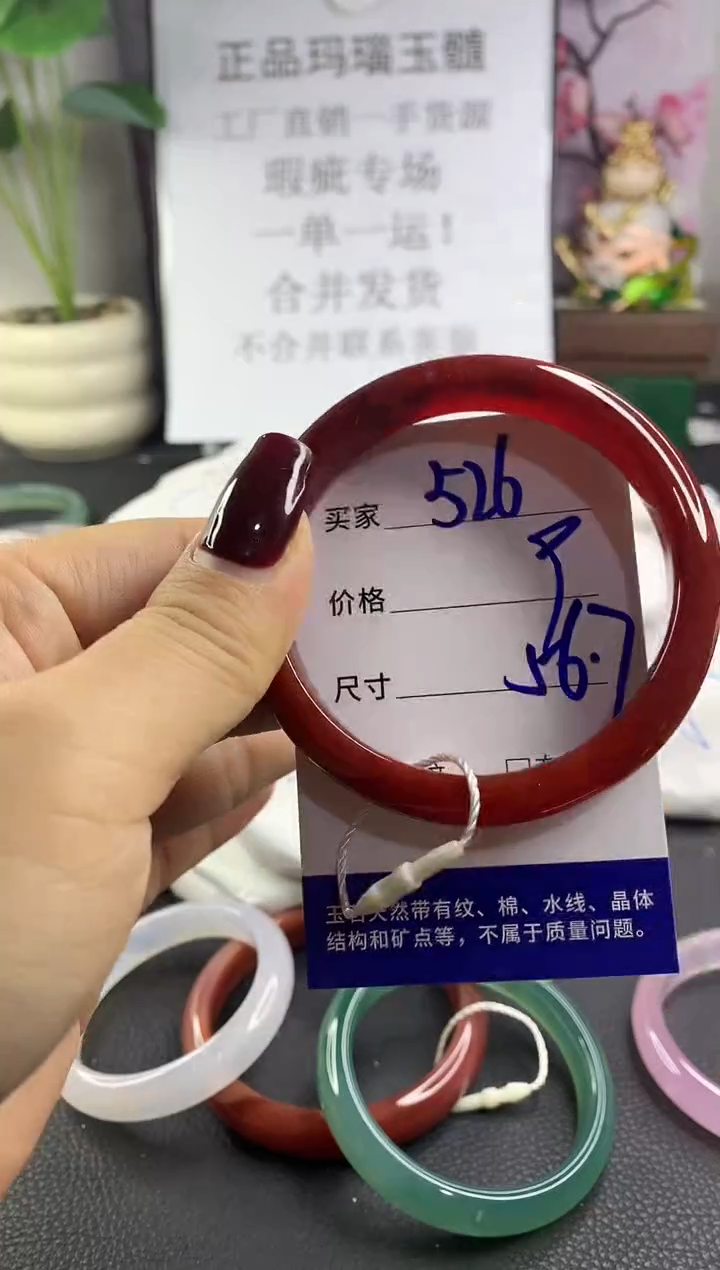 正品玛瑙玉髓
工厂直销一手货源
瑕疵专场
一单一运！
合并发货
不合并联系客服
买家 526
价格
尺寸 56.7
玉石天然带有纹、棉、水线、晶体
结构和矿点等，不属于质量问题。